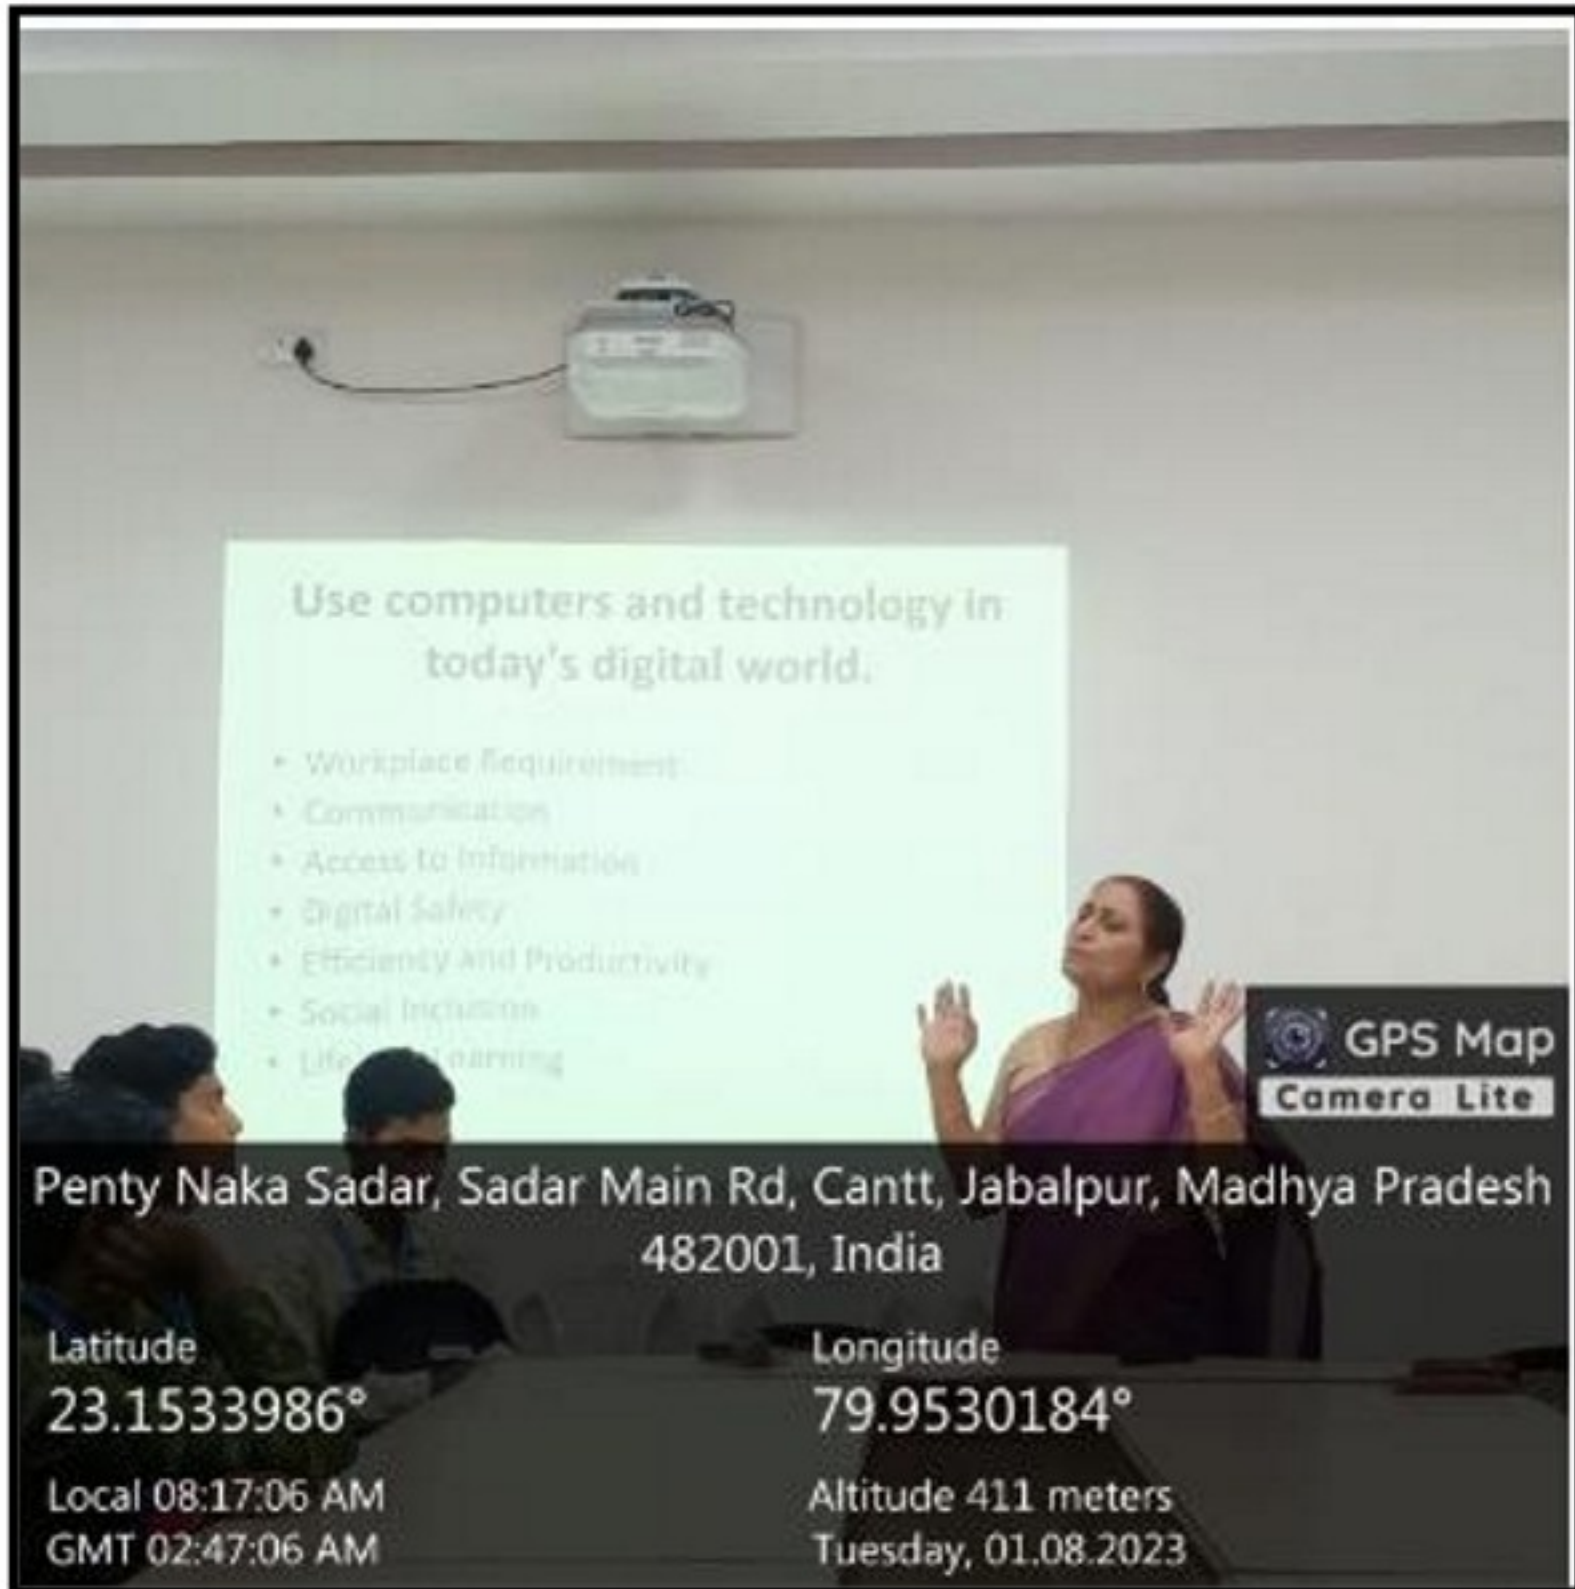 Use computers and technology in
today's digital world.
• Workplace Requirement
• Communication
• Access to Information
• Digital Safety
• Efficiency and Productivity
• Social Inclusion
• Life Learning
GPS Map
Camera Lite
Penty Naka Sadar, Sadar Main Rd, Cantt, Jabalpur, Madhya Pradesh
482001, India
Latitude
23.1533986°
Longitude
79.9530184°
Local 08:17:06 AM
GMT 02:47:06 AM
Altitude 411 meters
Tuesday, 01.08.2023